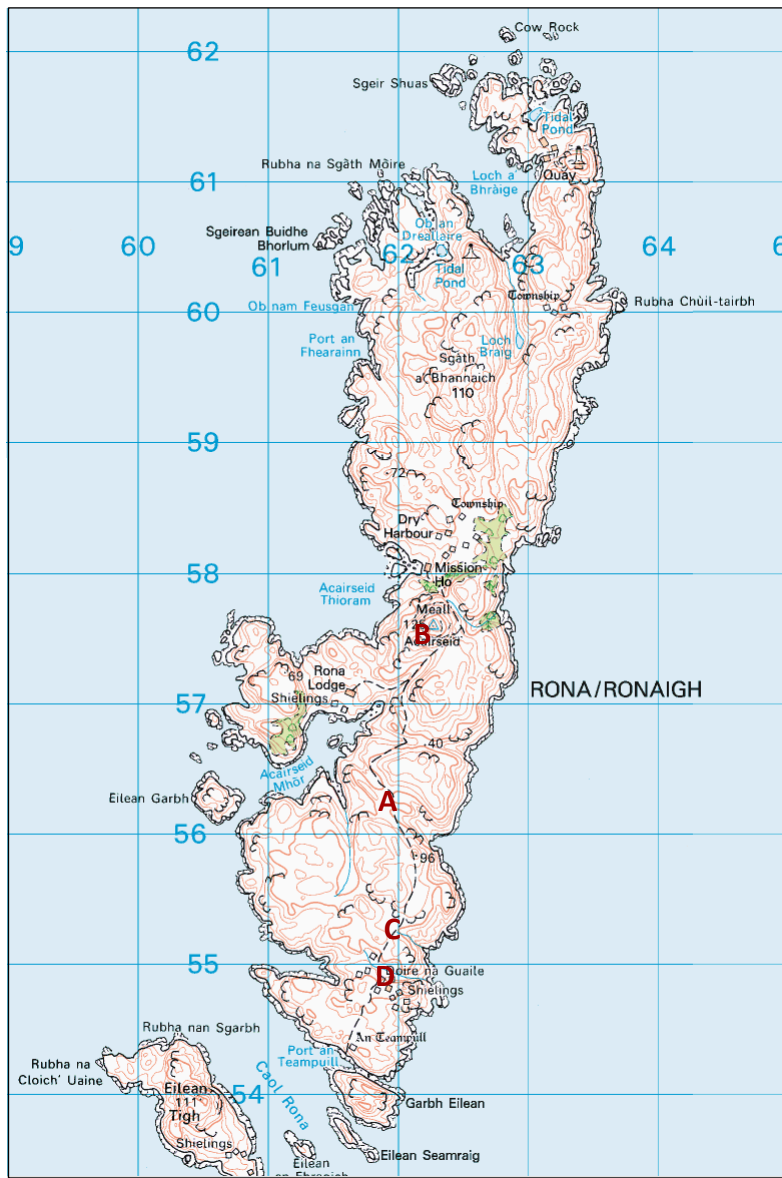 Cow Rock
62
Sgeir Shuas
Tidal
Pond
Rubha na Sgàth Mòire
Loch a'
Bhràige
61
Quay
Ob an
Dreallaire
Sgeirean Buidhe
Bhorlum
9
60
61
62
63
64
6
Tidal
Pond
Township
Rubha Chùil-tairbh
Ob nam Feusgan
60
Port an
Fhearainn
Loch
Braig
Sgàth
a' Bhannaich
110
59
72
Township
Dry
Harbour
58
Mission
Ho
Acairseid
Thioram
Meall
125
B
Acairseid
69
Rona
Lodge
RONA/RONAIGH
Shielings
57
40
Acairseid
Mhòr
Eilean Garbh
A
56
96
C
55
D
Doire na Guaile
Shielings
50
Rubha nan Sgarbh
An Teampull
Port an
Teampuill
Rubha na
Cloich' Uaine
Caol Rona
54
Eilean
111
Tigh
Garbh Eilean
Shielings
Eilean Seamraig
Eilean